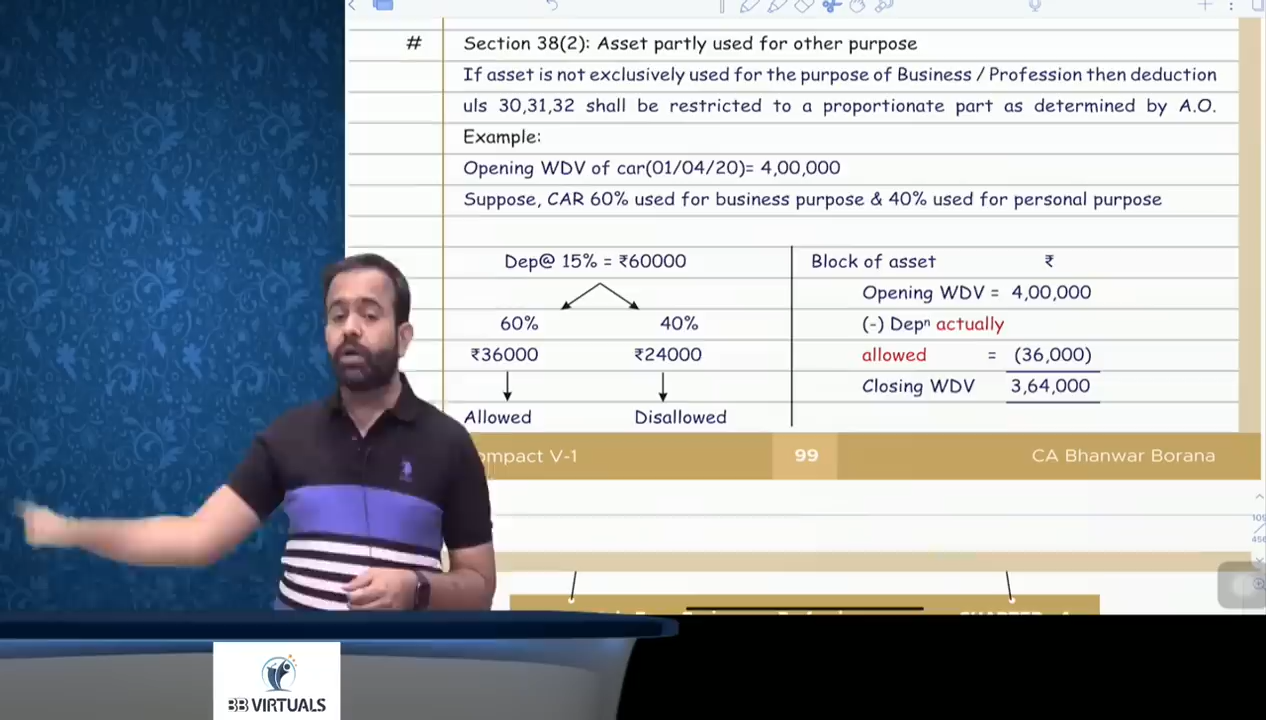 # Section 38(2): Asset partly used for other purpose
If asset is not exclusively used for the purpose of Business / Profession then deduction
uls 30,31,32 shall be restricted to a proportionate part as determined by A.O.
Example:
Opening WDV of car(01/04/20)= 4,00,000
Suppose, CAR 60% used for business purpose & 40% used for personal purpose
Dep@ 15% = ₹60000
60% 40%
₹36000 ₹24000
Allowed Disallowed
Block of asset ₹
Opening WDV = 4,00,000
(-) Depⁿ actually
allowed = (36,000)
Closing WDV 3,64,000
ompact V-1 99 CA Bhanwar Borana
BB VIRTUALS